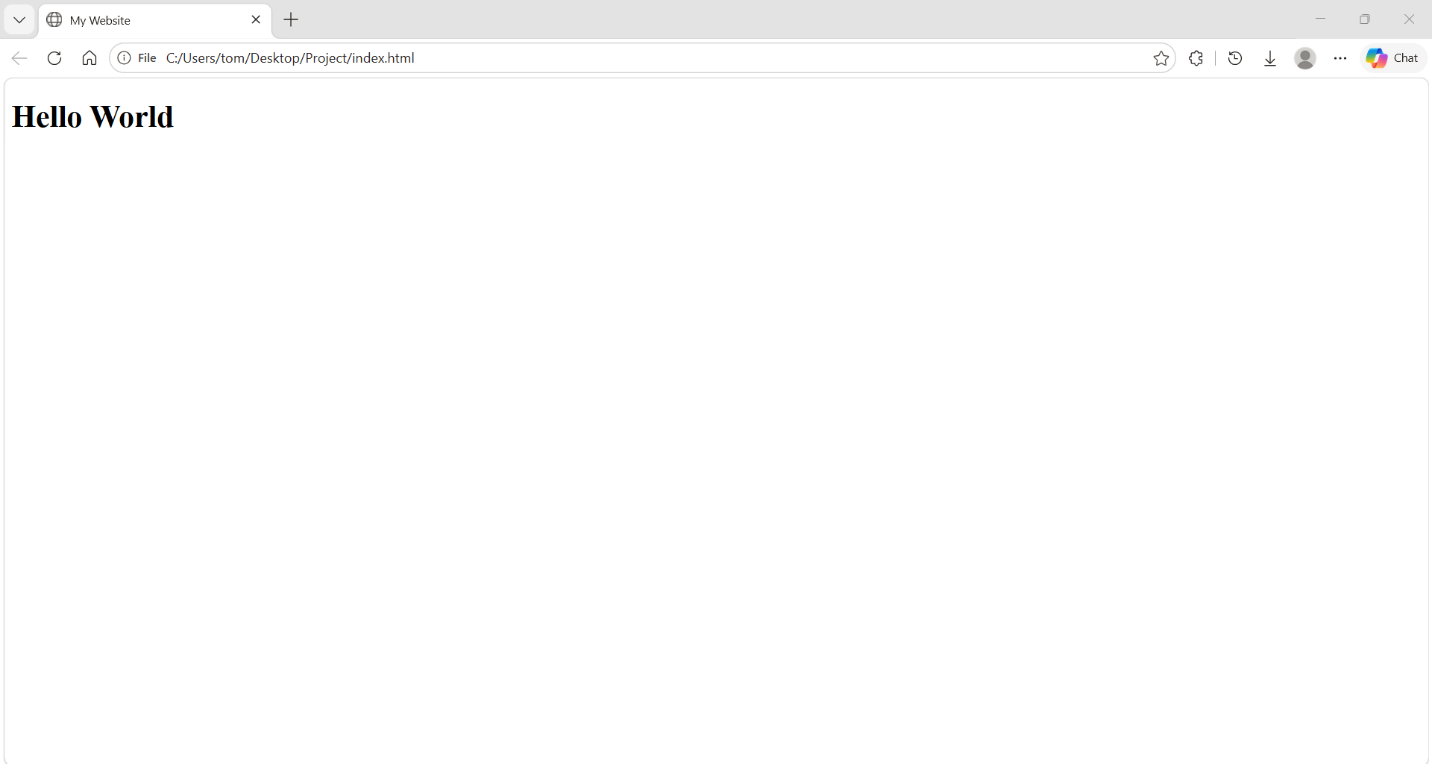 My Website
File C:/Users/tom/Desktop/Project/index.html
Chat
Hello World